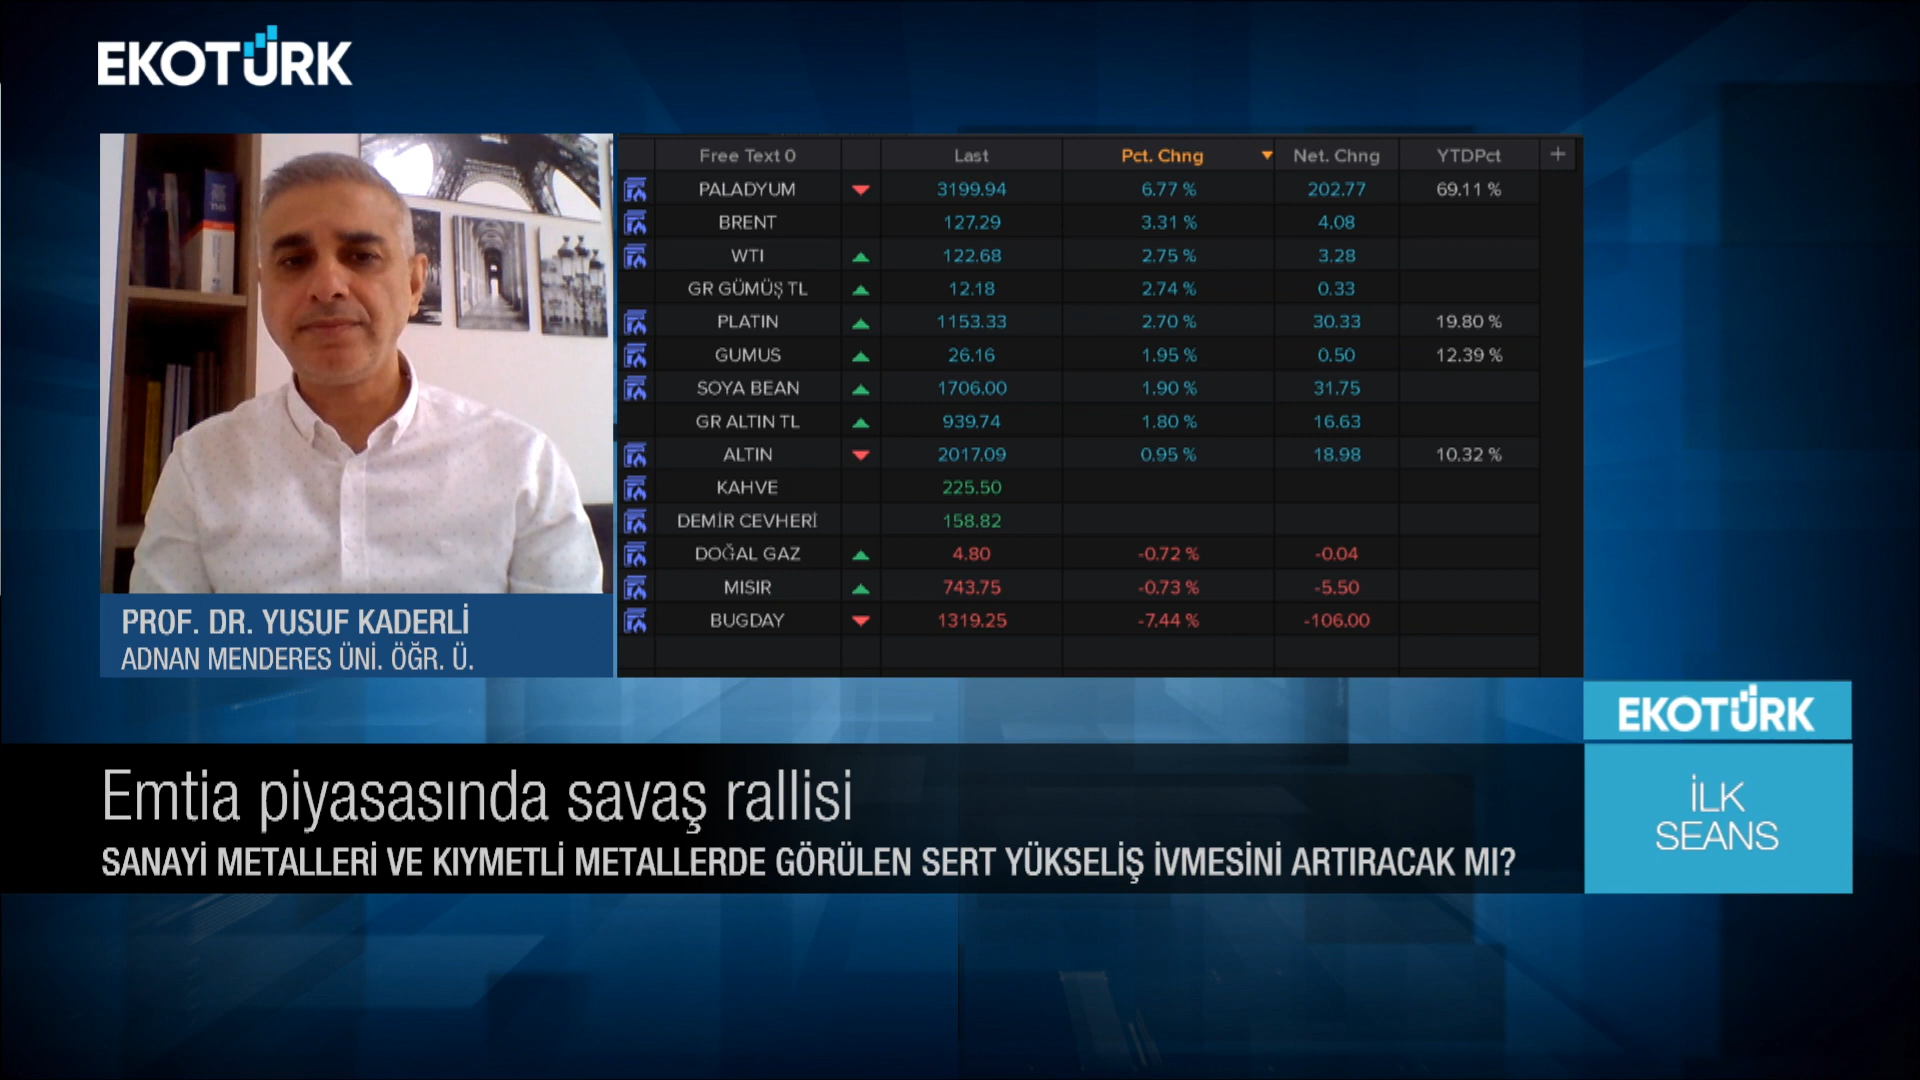 EKOTÜRK
Free Text 0 Last Pct. Chng Net. Chng YTDPct +
PALADYUM 3199.94 6.77 % 202.77 69.11 %
BRENT 127.29 3.31 % 4.08
WTI 122.68 2.75 % 3.28
GR GÜMÜŞ TL 12.18 2.74 % 0.33
PLATIN 1153.33 2.70 % 30.33 19.80 %
GUMUS 26.16 1.95 % 0.50 12.39 %
SOYA BEAN 1706.00 1.90 % 31.75
GR ALTIN TL 939.74 1.80 % 16.63
ALTIN 2017.09 0.95 % 18.98 10.32 %
KAHVE 225.50
DEMİR CEVHERİ 158.82
DOĞAL GAZ 4.80 -0.72 % -0.04
MISIR 743.75 -0.73 % -5.50
BUGDAY 1319.25 -7.44 % -106.00
PROF. DR. YUSUF KADERLİ
ADNAN MENDERES ÜNİ. ÖĞR. Ü.
EKOTÜRK
Emtia piyasasında savaş rallisi
SANAYİ METALLERİ VE KIYMETLİ METALLERDE GÖRÜLEN SERT YÜKSELİŞ İVMESİNİ ARTIRACAK MI?
İLK
SEANS